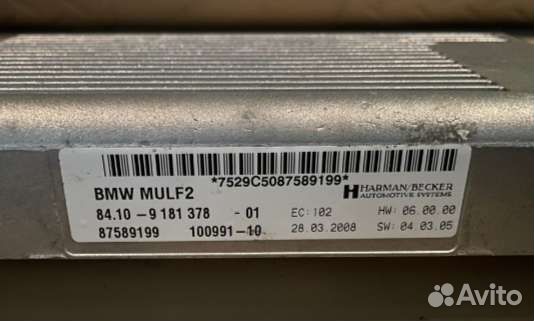 *7529C5087589199*
BMW MULF2
HARMAN/BECKER
AUTOMOTIVE SYSTEMS
84.10 - 9 181 378 - 01 EC: 102 HW: 06.00.00
87589199 100991-10 28.03.2008 SW: 04.03.05
Avito